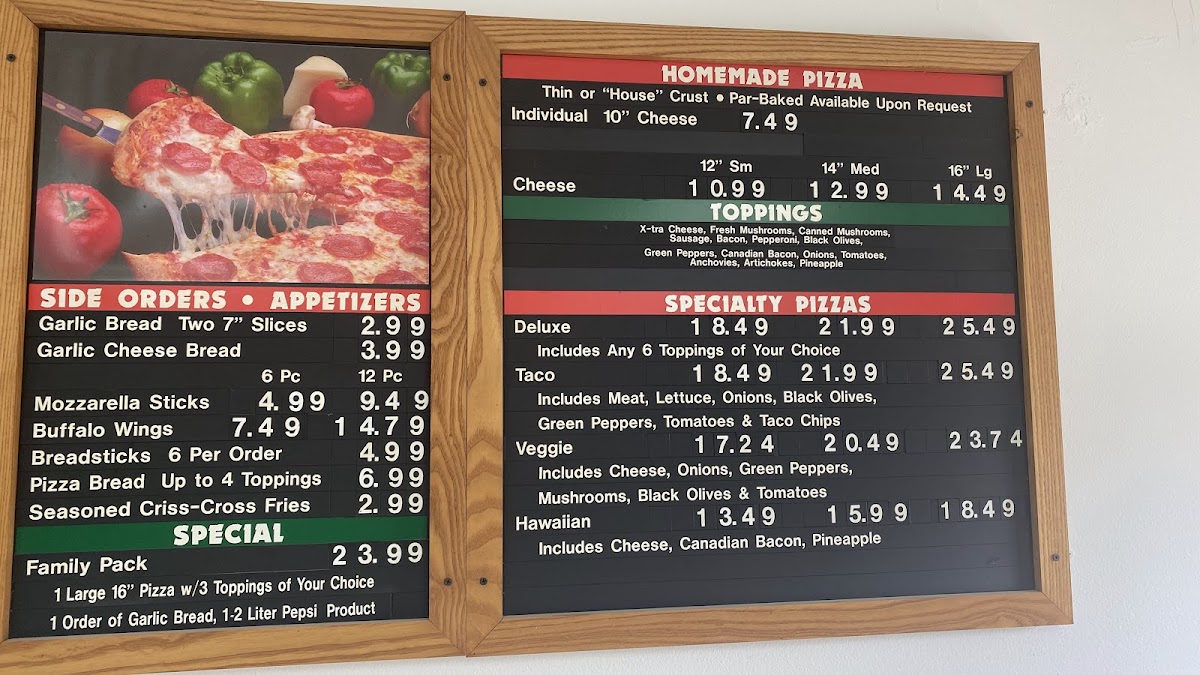 SIDE ORDERS • APPETIZERS
Garlic Bread Two 7” Slices 2.99
Garlic Cheese Bread 3.99
6 Pc 12 Pc
Mozzarella Sticks 4.99 9.49
Buffalo Wings 7.49 14.79
Breadsticks 6 Per Order 4.99
Pizza Bread Up to 4 Toppings 6.99
Seasoned Criss-Cross Fries 2.99
SPECIAL
Family Pack 23.99
1 Large 16” Pizza w/3 Toppings of Your Choice
1 Order of Garlic Bread, 1-2 Liter Pepsi Product
HOMEMADE PIZZA
Thin or “House” Crust • Par-Baked Available Upon Request
Individual 10” Cheese 7.49
12” Sm 14” Med 16” Lg
Cheese 10.99 12.99 14.49
TOPPINGS
X-tra Cheese, Fresh Mushrooms, Canned Mushrooms,
Sausage, Bacon, Pepperoni, Black Olives,
Green Peppers, Canadian Bacon, Onions, Tomatoes,
Anchovies, Artichokes, Pineapple
SPECIALTY PIZZAS
Deluxe 18.49 21.99 25.49
Includes Any 6 Toppings of Your Choice
Taco 18.49 21.99 25.49
Includes Meat, Lettuce, Onions, Black Olives,
Green Peppers, Tomatoes & Taco Chips
Veggie 17.24 20.49 23.74
Includes Cheese, Onions, Green Peppers,
Mushrooms, Black Olives & Tomatoes
Hawaiian 13.49 15.99 18.49
Includes Cheese, Canadian Bacon, Pineapple